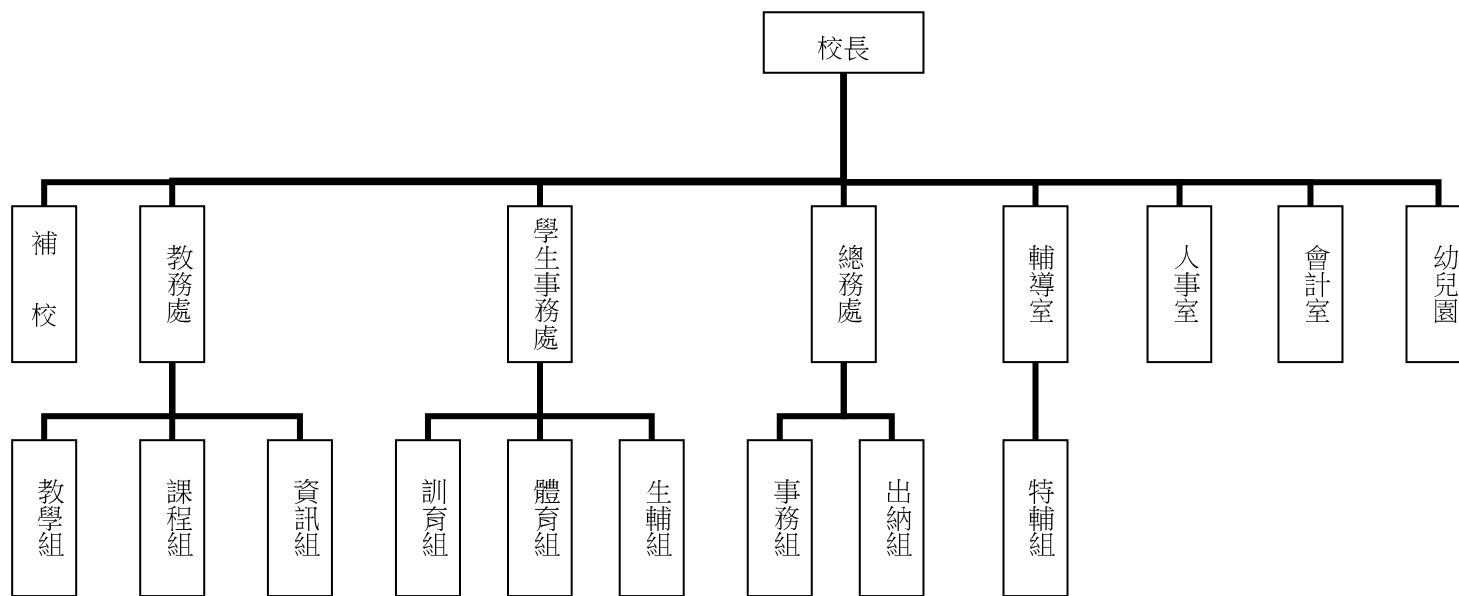 校長
補校
教務處
學生事務處
總務處
輔導室
人事室
會計室
幼兒園
教學組
課程組
資訊組
訓育組
體育組
生輔組
事務組
出納組
特輔組